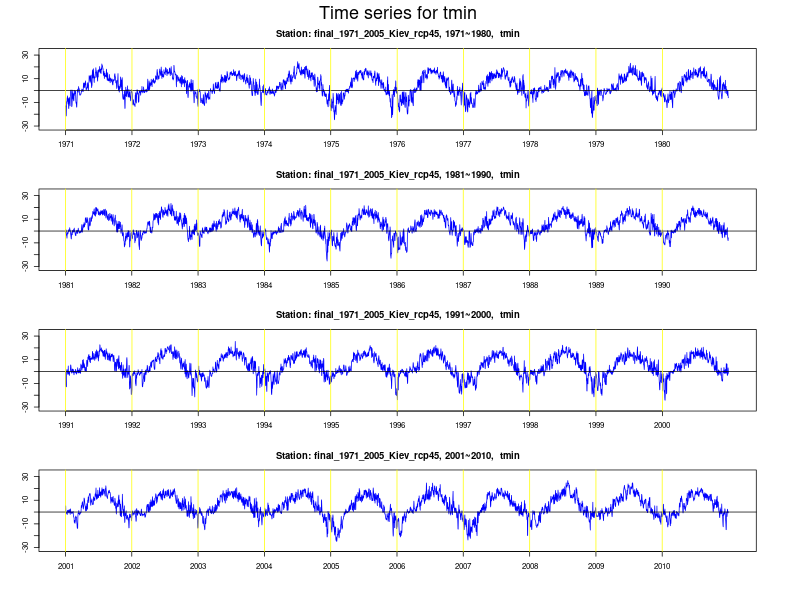 Time series for tmin
Station: final_1971_2005_Kiev_rcp45, 1971~1980, tmin
30
10
-10
-30
1971 1972 1973 1974 1975 1976 1977 1978 1979 1980
Station: final_1971_2005_Kiev_rcp45, 1981~1990, tmin
30
10
-10
-30
1981 1982 1983 1984 1985 1986 1987 1988 1989 1990
Station: final_1971_2005_Kiev_rcp45, 1991~2000, tmin
30
10
-10
-30
1991 1992 1993 1994 1995 1996 1997 1998 1999 2000
Station: final_1971_2005_Kiev_rcp45, 2001~2010, tmin
30
10
-10
-30
2001 2002 2003 2004 2005 2006 2007 2008 2009 2010